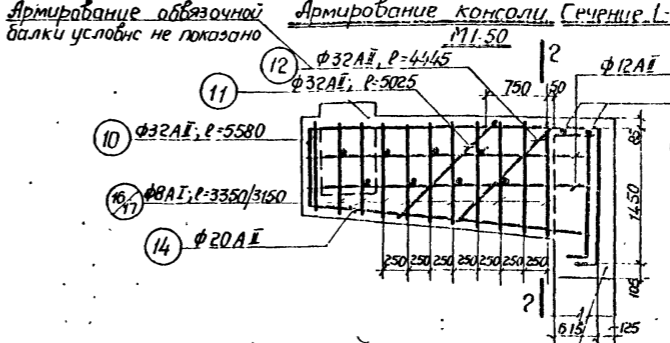 Армирование обвязочной
балки условно не показано
Армирование консоли. Сечение 1-
М1:50
2
12
ф32АII, ℓ=4445
ф12АII
11
ф32АII; ℓ=5025
750
50
10
ф32АII; ℓ=5580
85
16/17
ф8АI; ℓ=3350/3150
1450
14
ф20АII
250 250 250 250 250 250 250
105
2
615
125